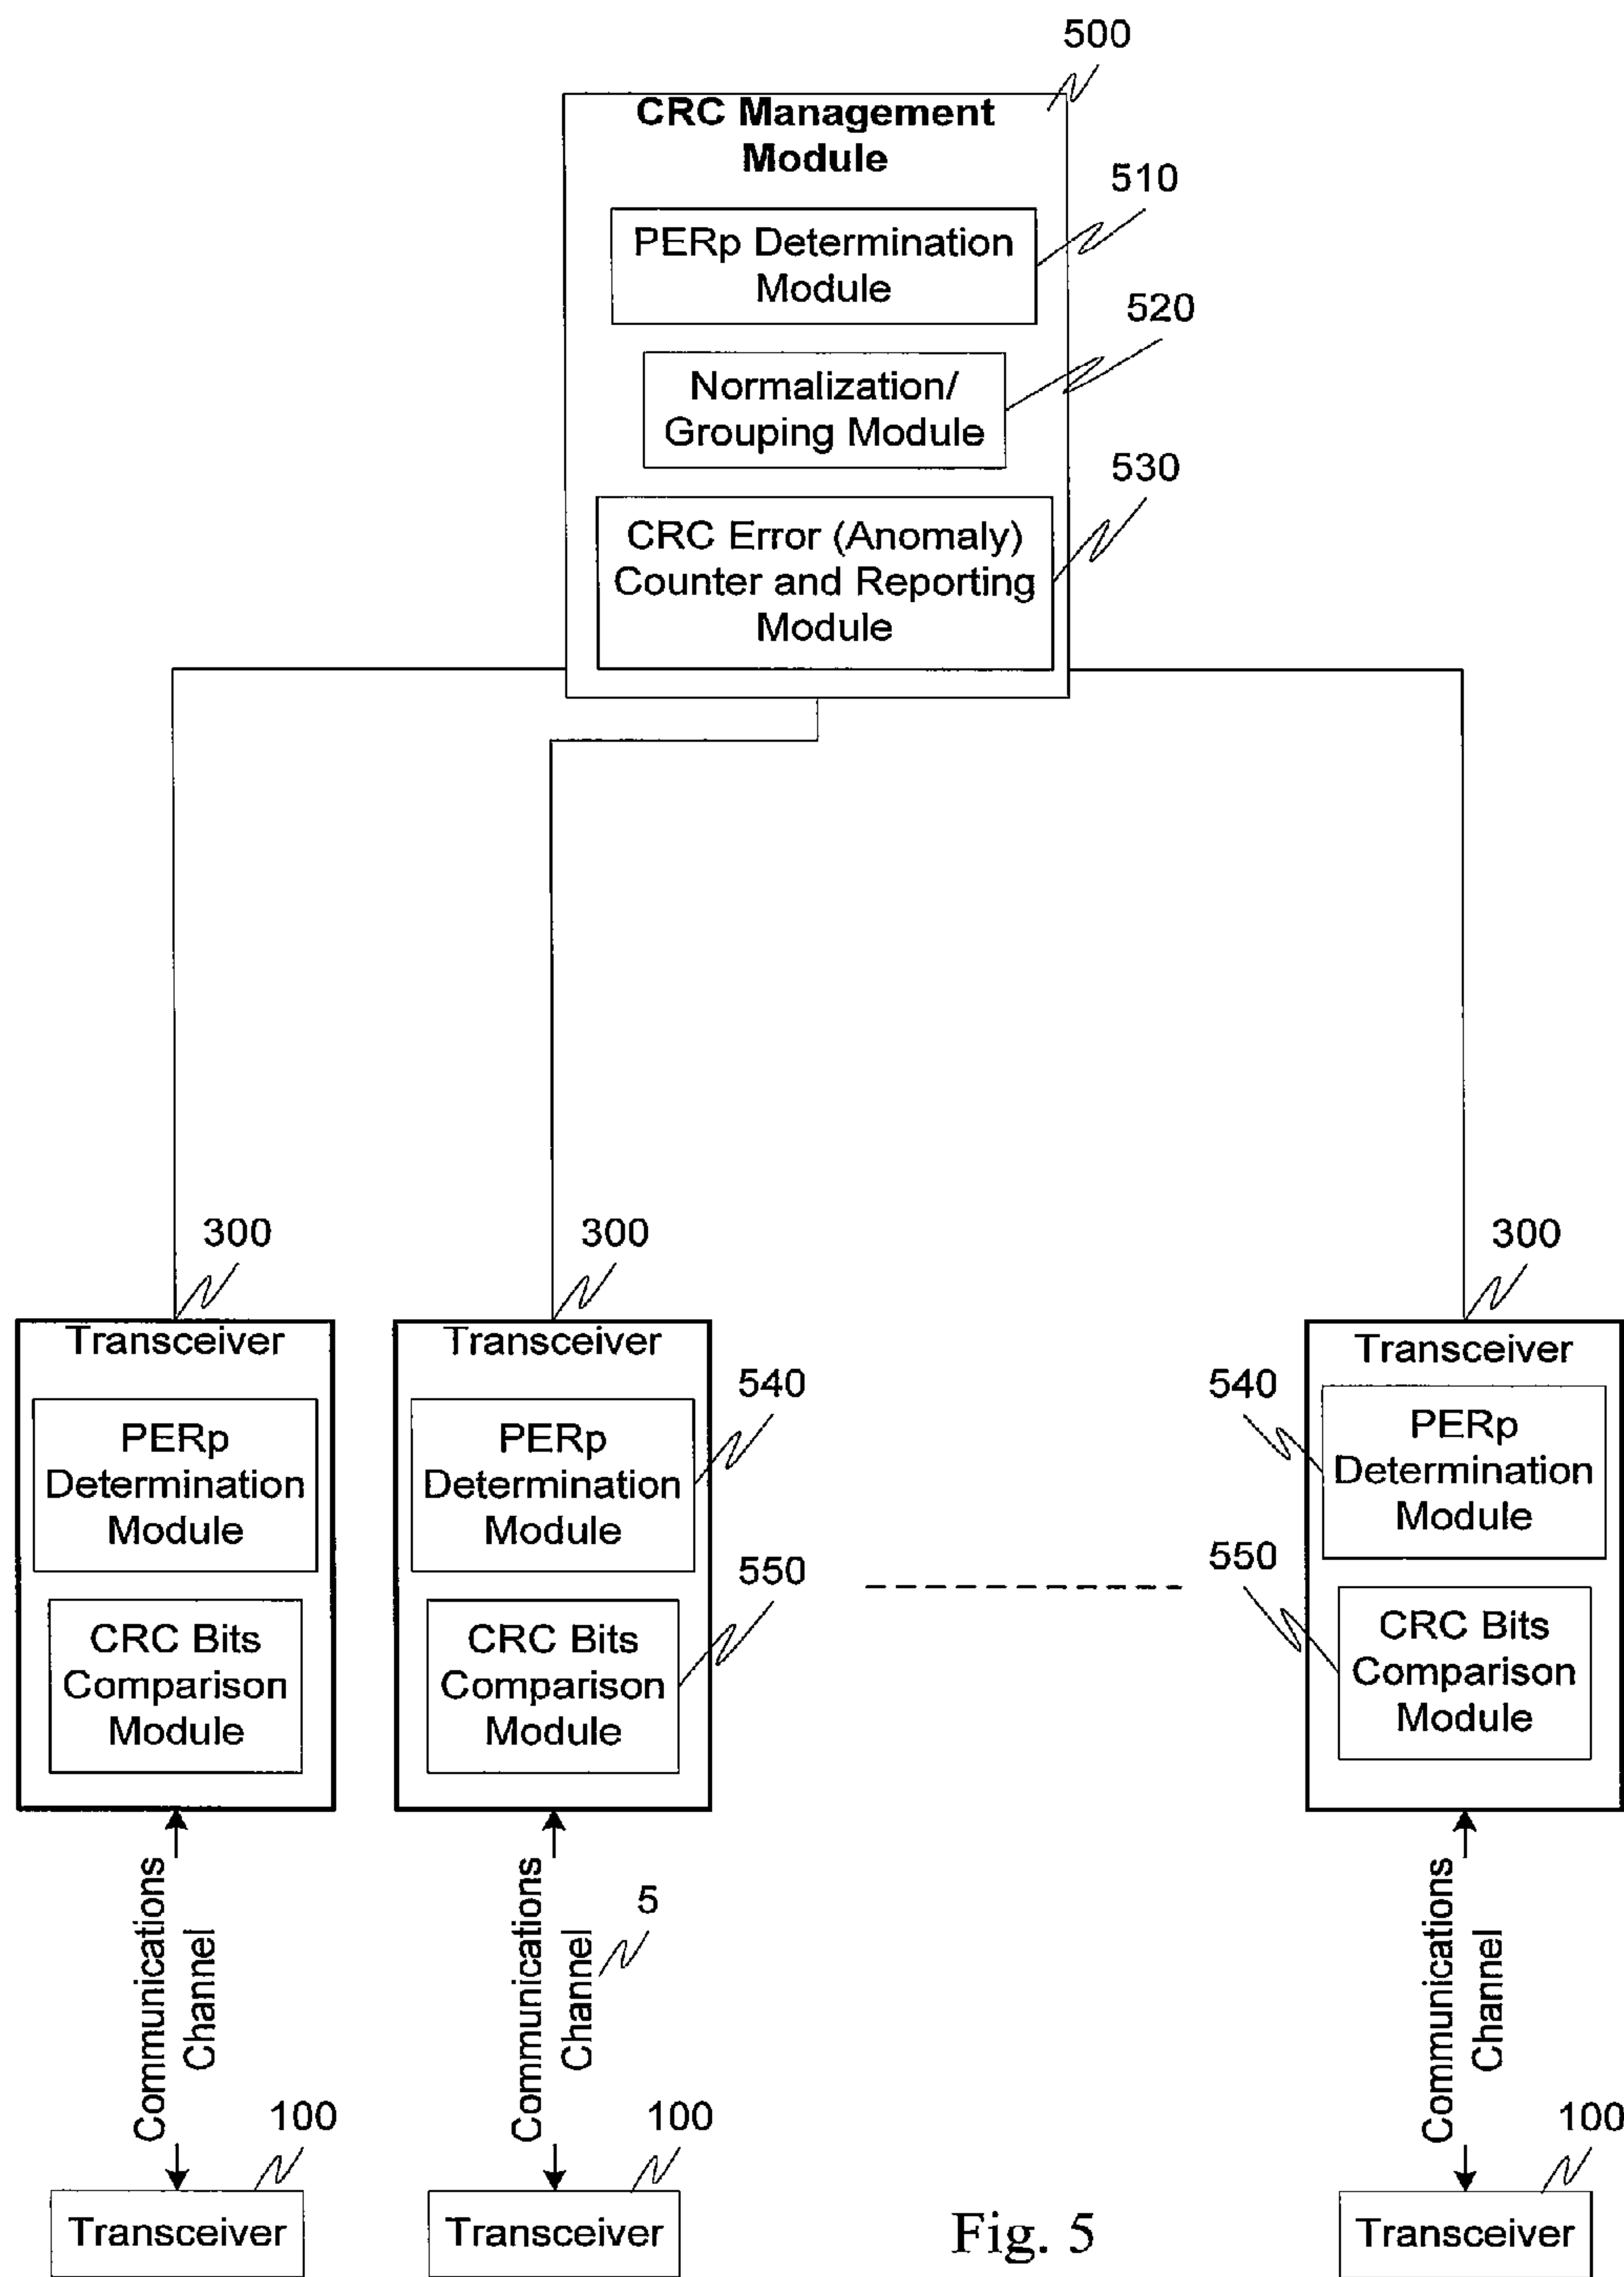 500
CRC Management
Module
510
PERp Determination
Module
520
Normalization/
Grouping Module
530
CRC Error (Anomaly)
Counter and Reporting
Module
300
300
300
Transceiver
Transceiver
Transceiver
540
540
PERp
Determination
Module
PERp
Determination
Module
PERp
Determination
Module
550
550
CRC Bits
Comparison
Module
CRC Bits
Comparison
Module
CRC Bits
Comparison
Module
Communications
Channel
Communications
Channel
5
Communications
Channel
100
100
100
Transceiver
Transceiver
Transceiver
Fig. 5